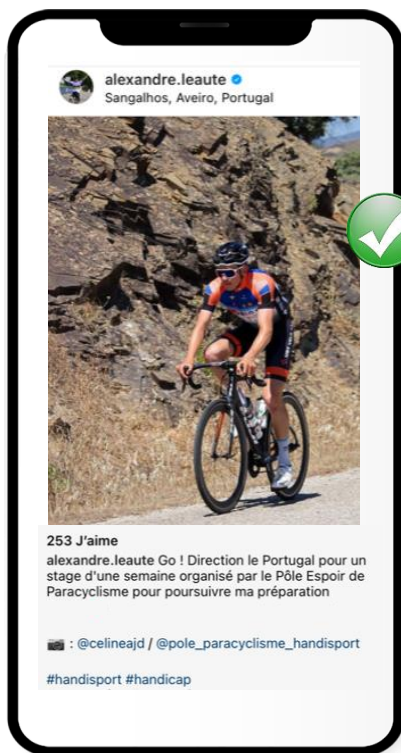 alexandre.leaute
Sangalhos, Aveiro, Portugal
253 J'aime
alexandre.leaute Go ! Direction le Portugal pour un
stage d'une semaine organisé par le Pôle Espoir de
Paracyclisme pour poursuivre ma préparation
: @celineajd / @pole_paracyclisme_handisport
#handisport #handicap